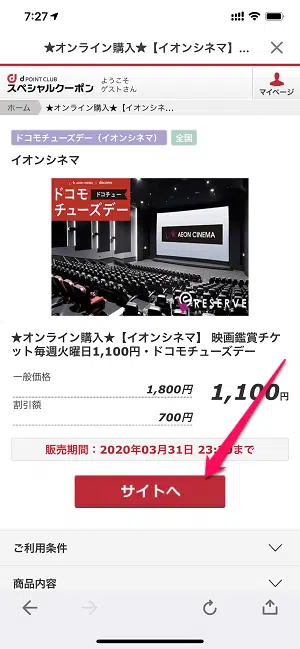 7:27
★オンライン購入★【イオンシネマ】...
d POINT CLUB
スペシャルクーポン
ようこそ
ゲストさん
マイページ
ホーム
★オンライン購入★【イオンシネ...
ドコモチューズデー（イオンシネマ）
全国
イオンシネマ
ドコモ ドコチュー
チューズデー
AEON CINEMA
e RESERVE
★オンライン購入★【イオンシネマ】 映画鑑賞チケ
ット毎週火曜日1,100円・ドコモチューズデー
一般価格
1,800円
1,100円
割引額
700円
販売期間：2020年03月31日 まで
サイトへ
ご利用条件
商品内容